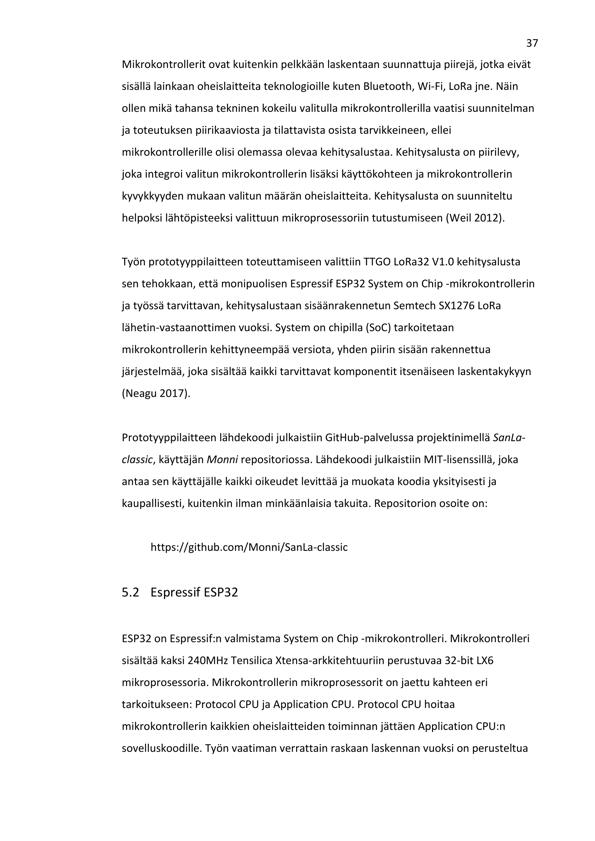 37
Mikrokontrollerit ovat kuitenkin pelkkään laskentaan suunnattuja piirejä, jotka eivät
sisällä lainkaan oheislaitteita teknologioille kuten Bluetooth, Wi-Fi, LoRa jne. Näin
ollen mikä tahansa tekninen kokeilu valitulla mikrokontrollerilla vaatisi suunnitelman
ja toteutuksen piirikaaviosta ja tilattavista osista tarvikkeineen, ellei
mikrokontrollerille olisi olemassa olevaa kehitysalustaa. Kehitysalusta on piirilevy,
joka integroi valitun mikrokontrollerin lisäksi käyttökohteen ja mikrokontrollerin
kyvykkyyden mukaan valitun määrän oheislaitteita. Kehitysalusta on suunniteltu
helpoksi lähtöpisteeksi valittuun mikroprosessoriin tutustumiseen (Weil 2012).
Työn prototyyppilaitteen toteuttamiseen valittiin TTGO LoRa32 V1.0 kehitysalusta
sen tehokkaan, että monipuolisen Espressif ESP32 System on Chip -mikrokontrollerin
ja työssä tarvittavan, kehitysalustaan sisäänrakennetun Semtech SX1276 LoRa
lähetin-vastaanottimen vuoksi. System on chipilla (SoC) tarkoitetaan
mikrokontrollerin kehittyneempää versiota, yhden piirin sisään rakennettua
järjestelmää, joka sisältää kaikki tarvittavat komponentit itsenäiseen laskentakykyyn
(Neagu 2017).
Prototyyppilaitteen lähdekoodi julkaistiin GitHub-palvelussa projektinimellä SanLa-
classic, käyttäjän Monni repositoriossa. Lähdekoodi julkaistiin MIT-lisenssillä, joka
antaa sen käyttäjälle kaikki oikeudet levittää ja muokata koodia yksityisesti ja
kaupallisesti, kuitenkin ilman minkäänlaisia takuita. Repositorion osoite on:
https://github.com/Monni/SanLa-classic
5.2 Espressif ESP32
ESP32 on Espressif:n valmistama System on Chip -mikrokontrolleri. Mikrokontrolleri
sisältää kaksi 240MHz Tensilica Xtensa-arkkitehtuuriin perustuvaa 32-bit LX6
mikroprosessoria. Mikrokontrollerin mikroprosessorit on jaettu kahteen eri
tarkoitukseen: Protocol CPU ja Application CPU. Protocol CPU hoitaa
mikrokontrollerin kaikkien oheislaitteiden toiminnan jättäen Application CPU:n
sovelluskoodille. Työn vaatiman verrattain raskaan laskennan vuoksi on perusteltua